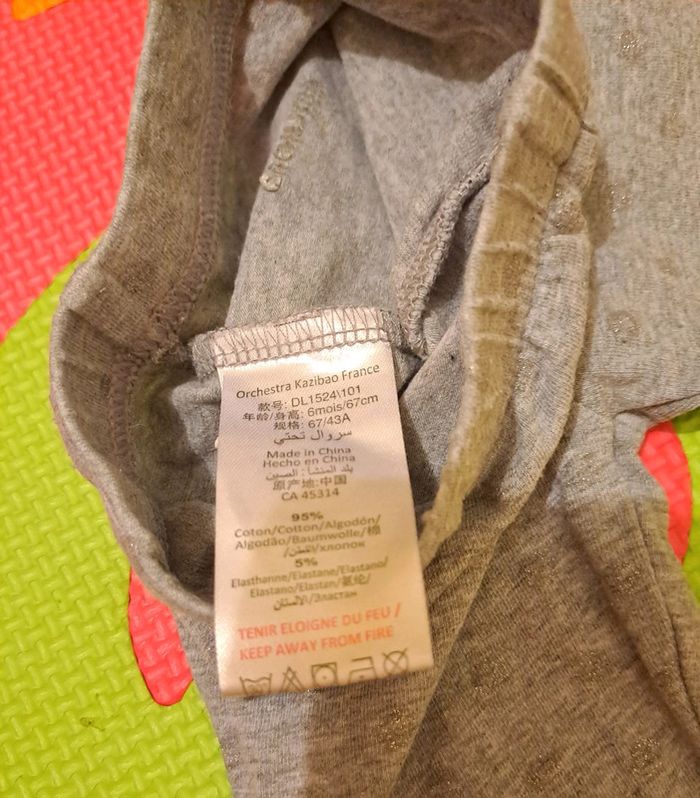 Orchestra Kazibao France
款号: DL1524\101
年龄/身高: 6mois/67cm
规格: 67/43A
سروال تحتي
Made in China
Hecho en China
بلد المنشأ: الصين
原产地:中国
CA 45314
95%
Coton/Cotton/Algodón/
Algodão/Baumwolle/棉
/القطن/хлопок
5%
Elasthanne/Elastane/Elastano/
Elastano/Elastan/氨纶/
الألستان/Эластан
TENIR ELOIGNE DU FEU /
KEEP AWAY FROM FIRE